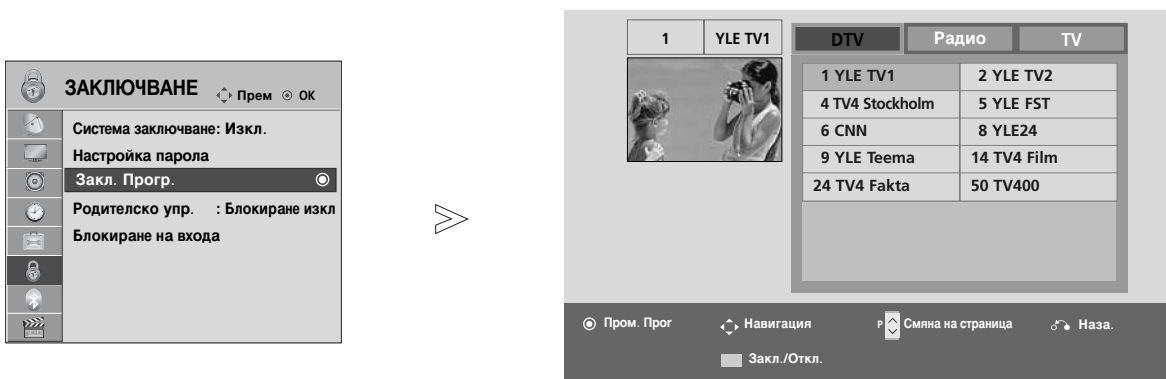 ЗАКЛЮЧВАНЕ Прем ОК
Система заключване: Изкл.
Настройка парола
Закл. Прогр.
Родителско упр. : Блокиране изкл
Блокиране на входа
1 YLE TV1
DTV Радио TV
1 YLE TV1 2 YLE TV2
4 TV4 Stockholm 5 YLE FST
6 CNN 8 YLE24
9 YLE Teema 14 TV4 Film
24 TV4 Fakta 50 TV400
Пром. Прог Навигация P Смяна на страница Наза.
Закл./Откл.